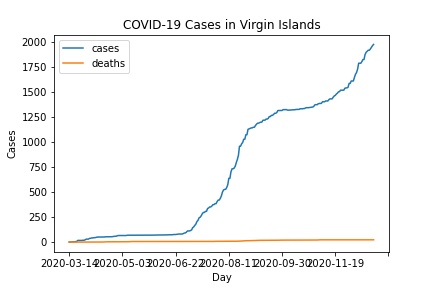 COVID-19 Cases in Virgin Islands
cases
deaths
2000
1750
1500
1250
1000
750
500
250
0
Cases
2020-03-14 2020-05-03 2020-06-22 2020-08-11 2020-09-30 2020-11-19
Day